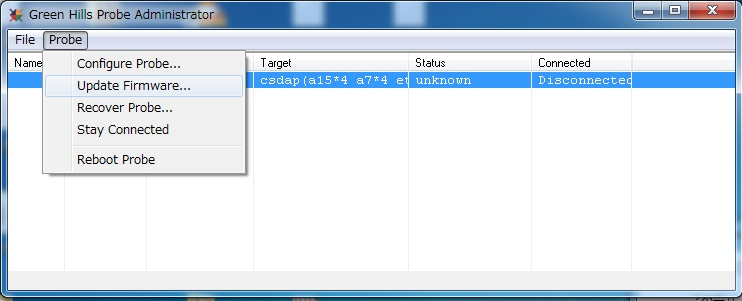 Green Hills Probe Administrator
File Probe
Name Target Status Connected
csdap(a15*4 a7*4 et unknown Disconnected
Configure Probe...
Update Firmware...
Recover Probe...
Stay Connected
Reboot Probe